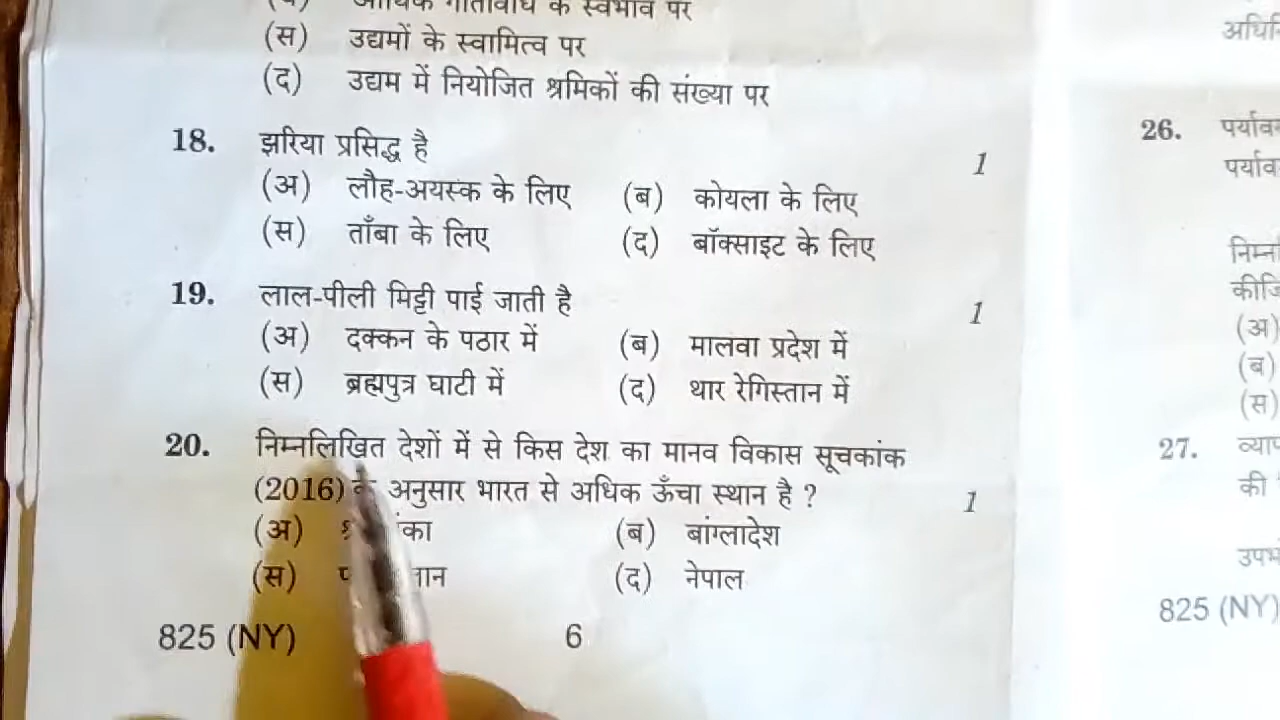 के स्वभाव पर
(स) उद्यमों के स्वामित्व पर
(द) उद्यम में नियोजित श्रमिकों की संख्या पर
18. झरिया प्रसिद्ध है 1
(अ) लौह-अयस्क के लिए (ब) कोयला के लिए
(स) ताँबा के लिए (द) बॉक्साइट के लिए
19. लाल-पीली मिट्टी पाई जाती है 1
(अ) दक्कन के पठार में (ब) मालवा प्रदेश में
(स) ब्रह्मपुत्र घाटी में (द) थार रेगिस्तान में
20. निम्नलिखित देशों में से किस देश का मानव विकास सूचकांक
(2016) के अनुसार भारत से अधिक ऊँचा स्थान है ? 1
(अ) (ब) बांग्लादेश
(स) (द) नेपाल
825 (NY) 6
26.
(अ)
(ब)
(स)
27.
की
825 (NY)